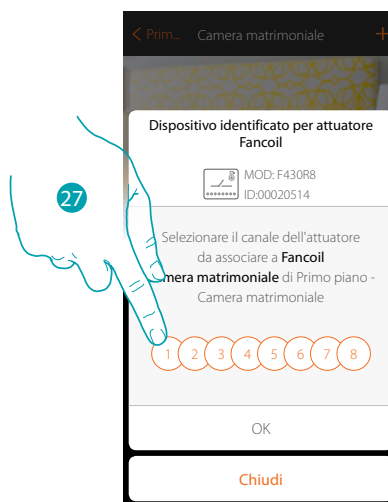 < Prim... Camera matrimoniale +
Dispositivo identificato per attuatore
Fancoil
MOD: F430R8
ID:00020514
27
Selezionare il canale dell'attuatore
da associare a Fancoil
mera matrimoniale di Primo piano -
Camera matrimoniale
1 2 3 4 5 6 7 8
OK
Chiudi